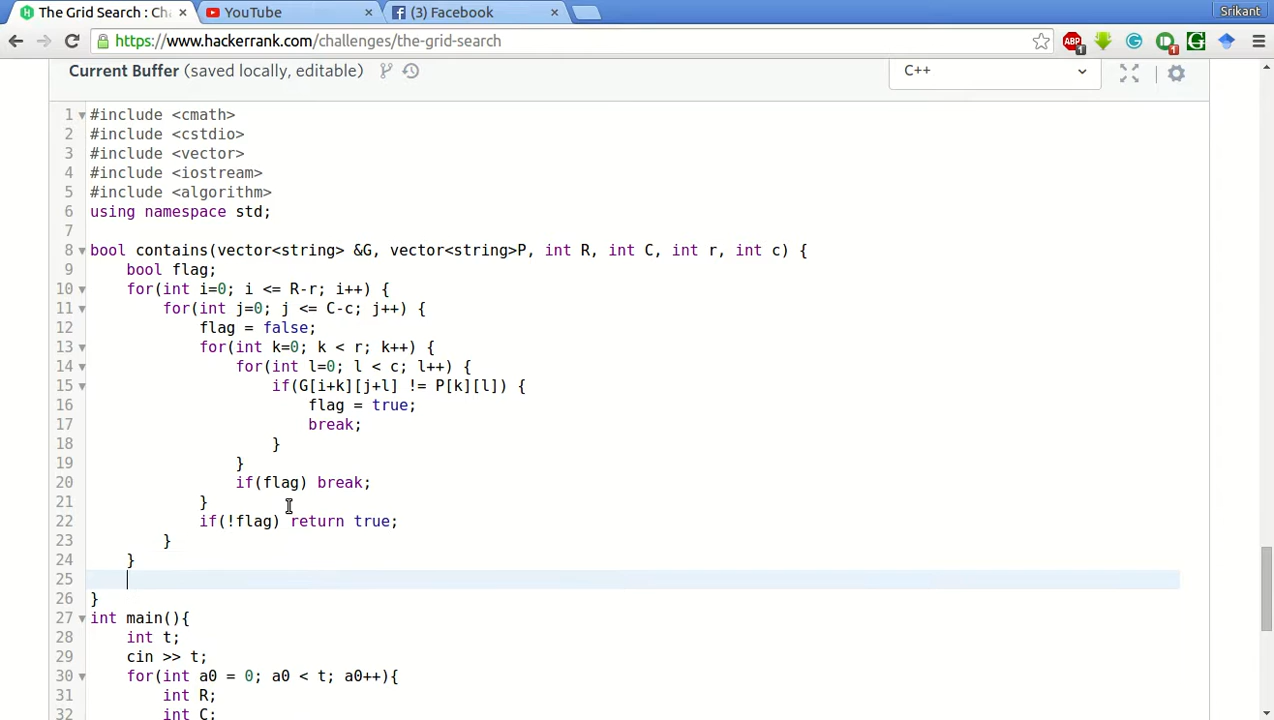 The Grid Search : Cha
YouTube
(3) Facebook
Srikant
https://www.hackerrank.com/challenges/the-grid-search
ABP
1
1
G
Current Buffer (saved locally, editable)
C++
1 #include <cmath>
2 #include <cstdio>
3 #include <vector>
4 #include <iostream>
5 #include <algorithm>
6 using namespace std;
7
8 bool contains(vector<string> &G, vector<string>P, int R, int C, int r, int c) {
9 bool flag;
10 for(int i=0; i <= R-r; i++) {
11 for(int j=0; j <= C-c; j++) {
12 flag = false;
13 for(int k=0; k < r; k++) {
14 for(int l=0; l < c; l++) {
15 if(G[i+k][j+l] != P[k][l]) {
16 flag = true;
17 break;
18 }
19 }
20 if(flag) break;
21 }
22 if(!flag) return true;
23 }
24 }
25
26 }
27 int main(){
28 int t;
29 cin >> t;
30 for(int a0 = 0; a0 < t; a0++){
31 int R;
32 int C;